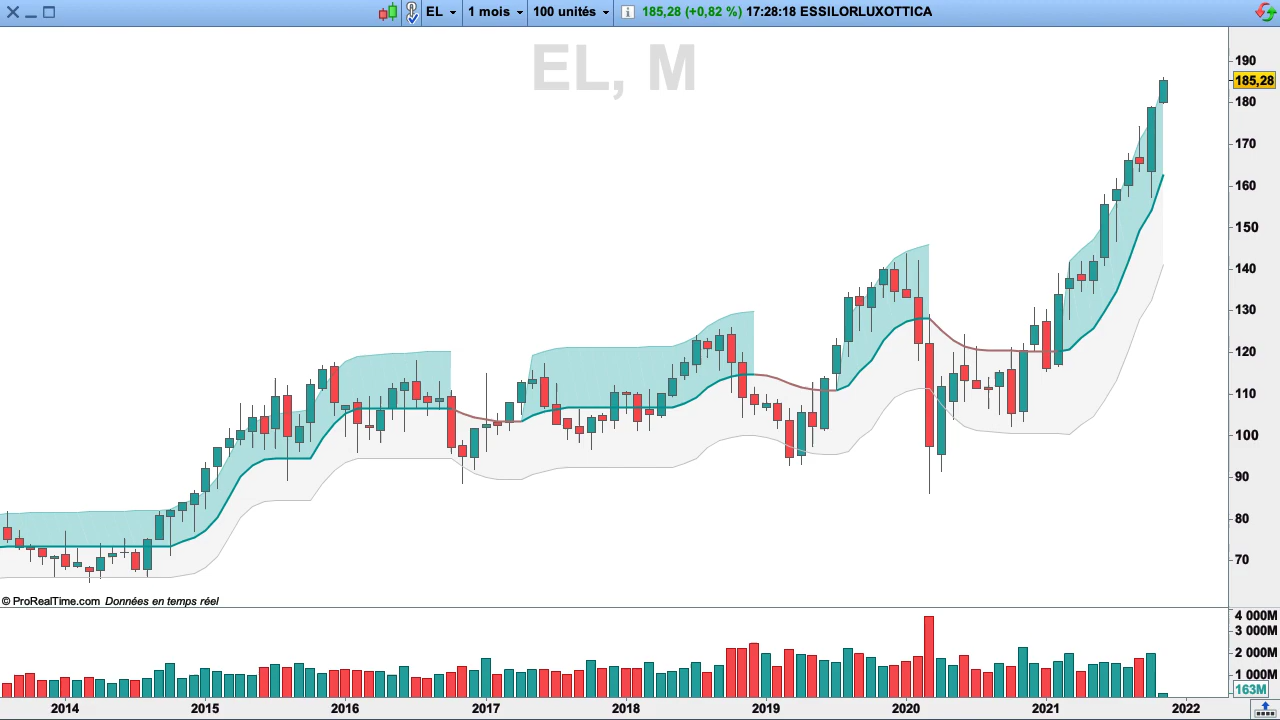 EL 1 mois 100 unités 185,28 (+0,82 %) 17:28:18 ESSILORLUXOTTICA
EL, M
190
185,28
180
170
160
150
140
130
120
110
100
90
80
70
© ProRealTime.com Données en temps réel
4 000M
3 000M
2 000M
1 000M
163M
2014 2015 2016 2017 2018 2019 2020 2021 2022